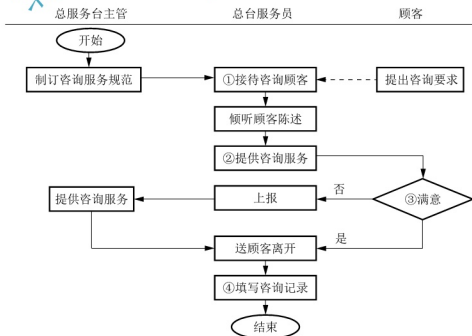 总服务台主管 总台服务员 顾客
开始
制订咨询服务规范 ①接待咨询顾客 提出咨询要求
倾听顾客陈述
②提供咨询服务
提供咨询服务 上报 否 ③满意
送顾客离开 是
④填写咨询记录
结束